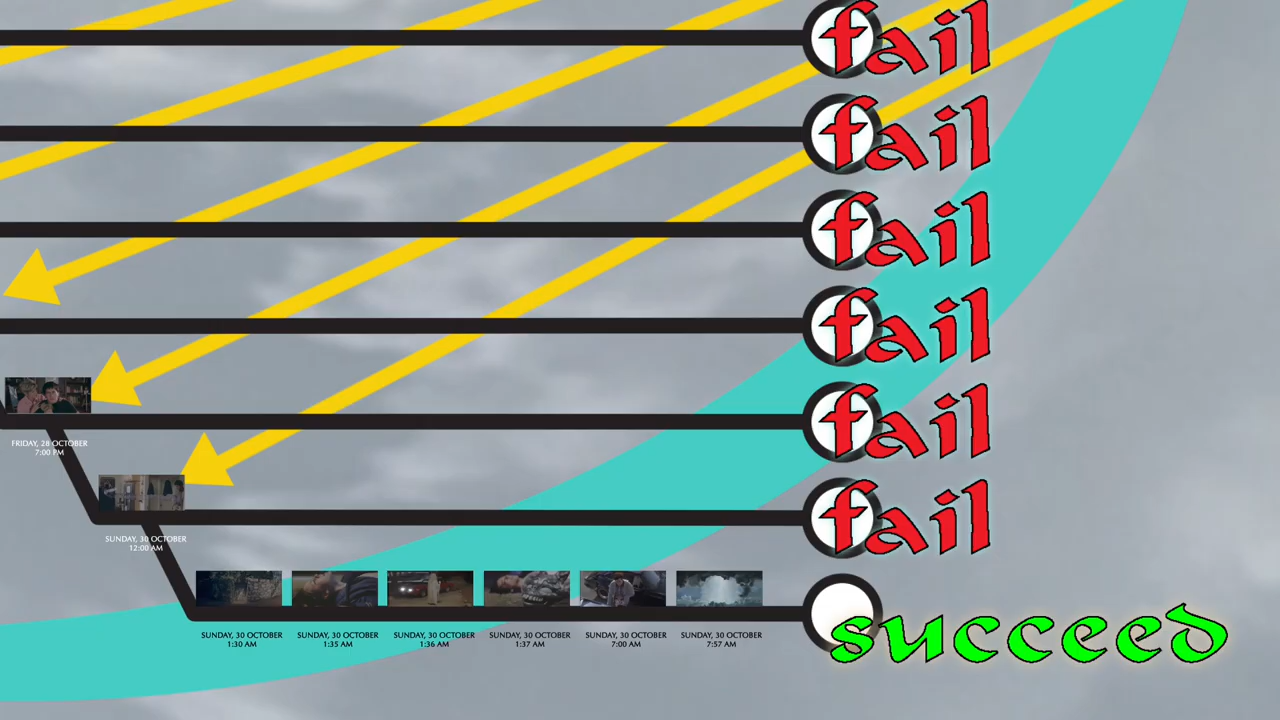 fail
fail
fail
fail
fail
FRIDAY, 28 OCTOBER
7:00 PM
fail
SUNDAY, 30 OCTOBER
12:00 AM
succeed
SUNDAY, 30 OCTOBER
1:30 AM
SUNDAY, 30 OCTOBER
1:35 AM
SUNDAY, 30 OCTOBER
1:36 AM
SUNDAY, 30 OCTOBER
1:37 AM
SUNDAY, 30 OCTOBER
7:00 AM
SUNDAY, 30 OCTOBER
7:57 AM